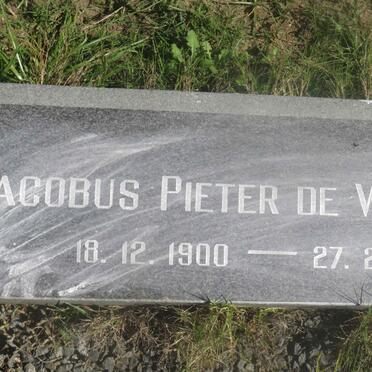 ACOBUS PIETER DE V
18.12.1900 — 27.2